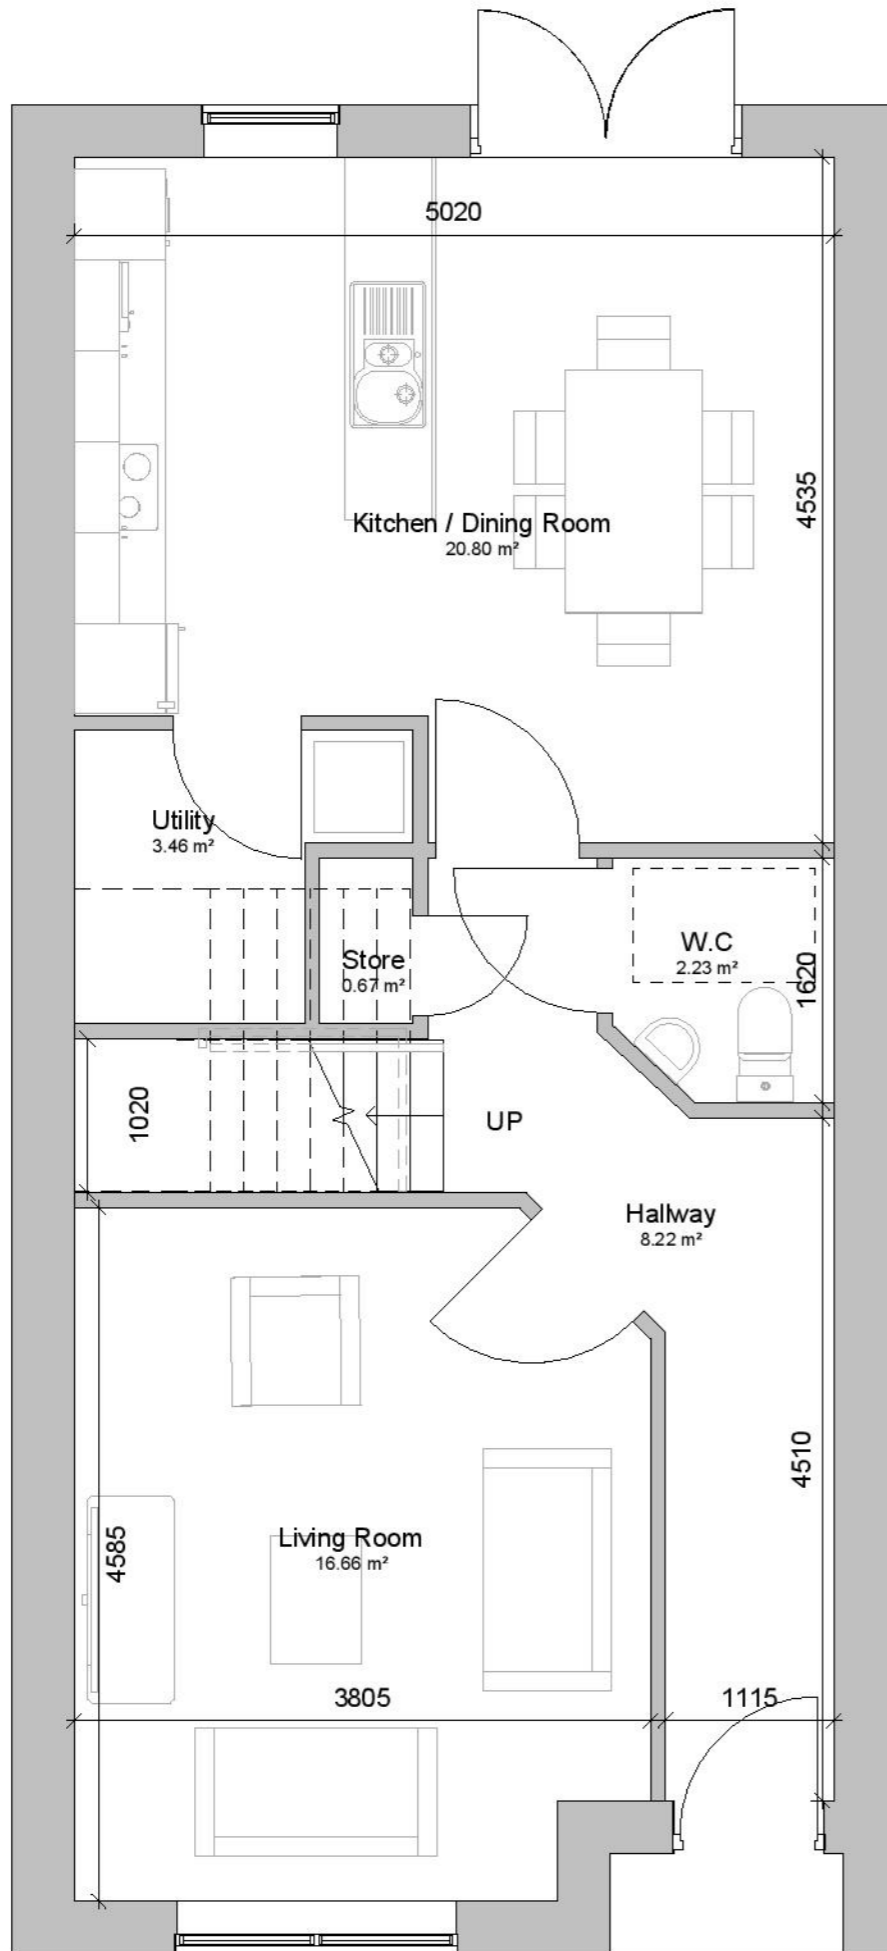 5020
Kitchen / Dining Room
20.80 m²
4535
Utility
3.46 m²
Store
0.67 m²
W.C
2.23 m²
1620
1020
UP
Hallway
8.22 m²
4510
4585
Living Room
16.66 m²
3805
1115